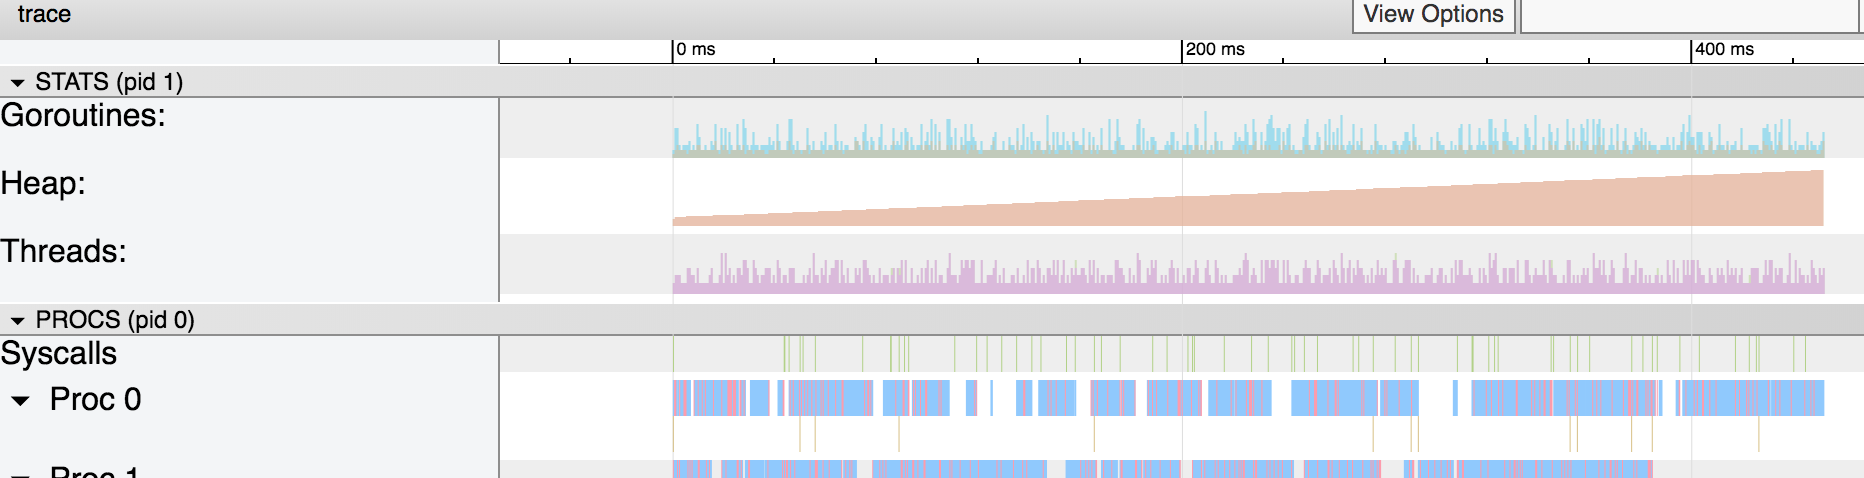 trace
View Options
0 ms
200 ms
400 ms
STATS (pid 1)
Goroutines:
Heap:
Threads:
PROCS (pid 0)
Syscalls
Proc 0
Proc 1